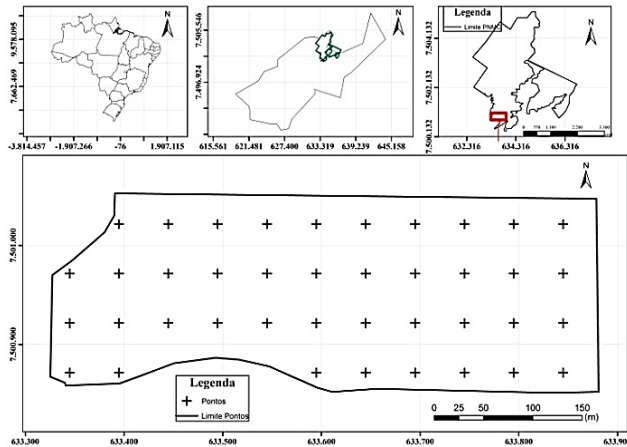 N
9.578.095
7.662.469
-3.814.457 -1.907.266 -76 1.907.115
N
7.505.546
7.496.924
615.561 621.481 627.400 633.319 639.239 645.158
Legenda
Limite PNMG
N
7.504.132
7.502.132
7.500.132
632.316 634.316 636.316
N
7.501.000
7.500.900
Legenda
Pontos
Limite Pontos
0 25 50 100 150
(m)
633.300 633.400 633.500 633.600 633.700 633.800 633.900